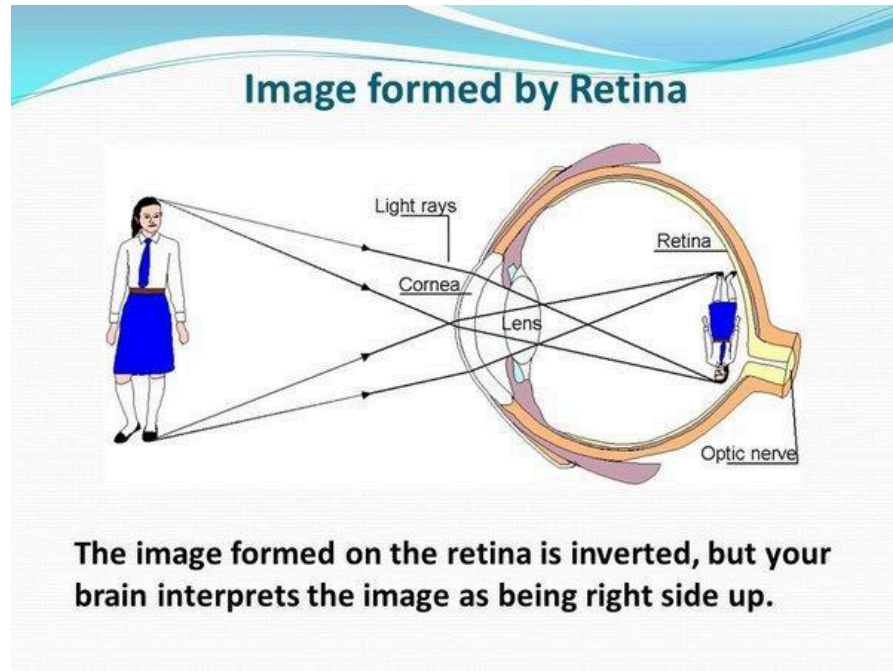 Image formed by Retina
Light rays
Retina
Cornea
Lens
Optic nerve
The image formed on the retina is inverted, but your
brain interprets the image as being right side up.